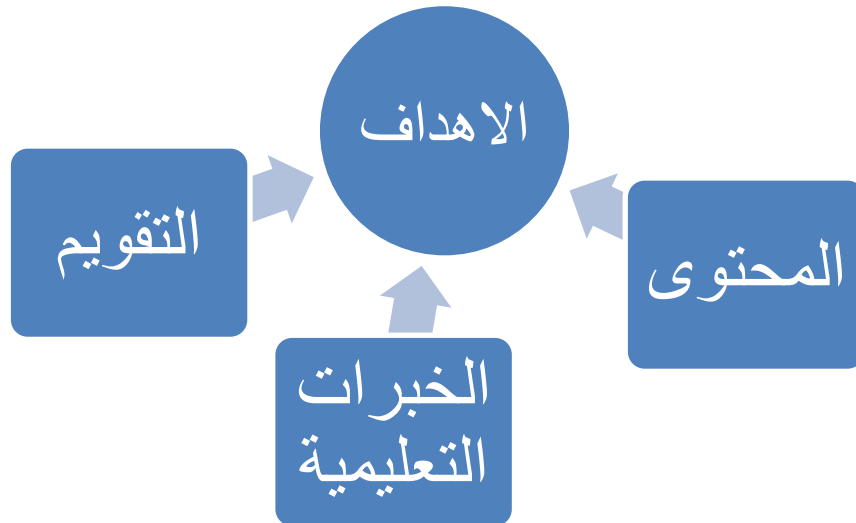 الاهداف
المحتوى
الخبرات
التعليمية
التقويم